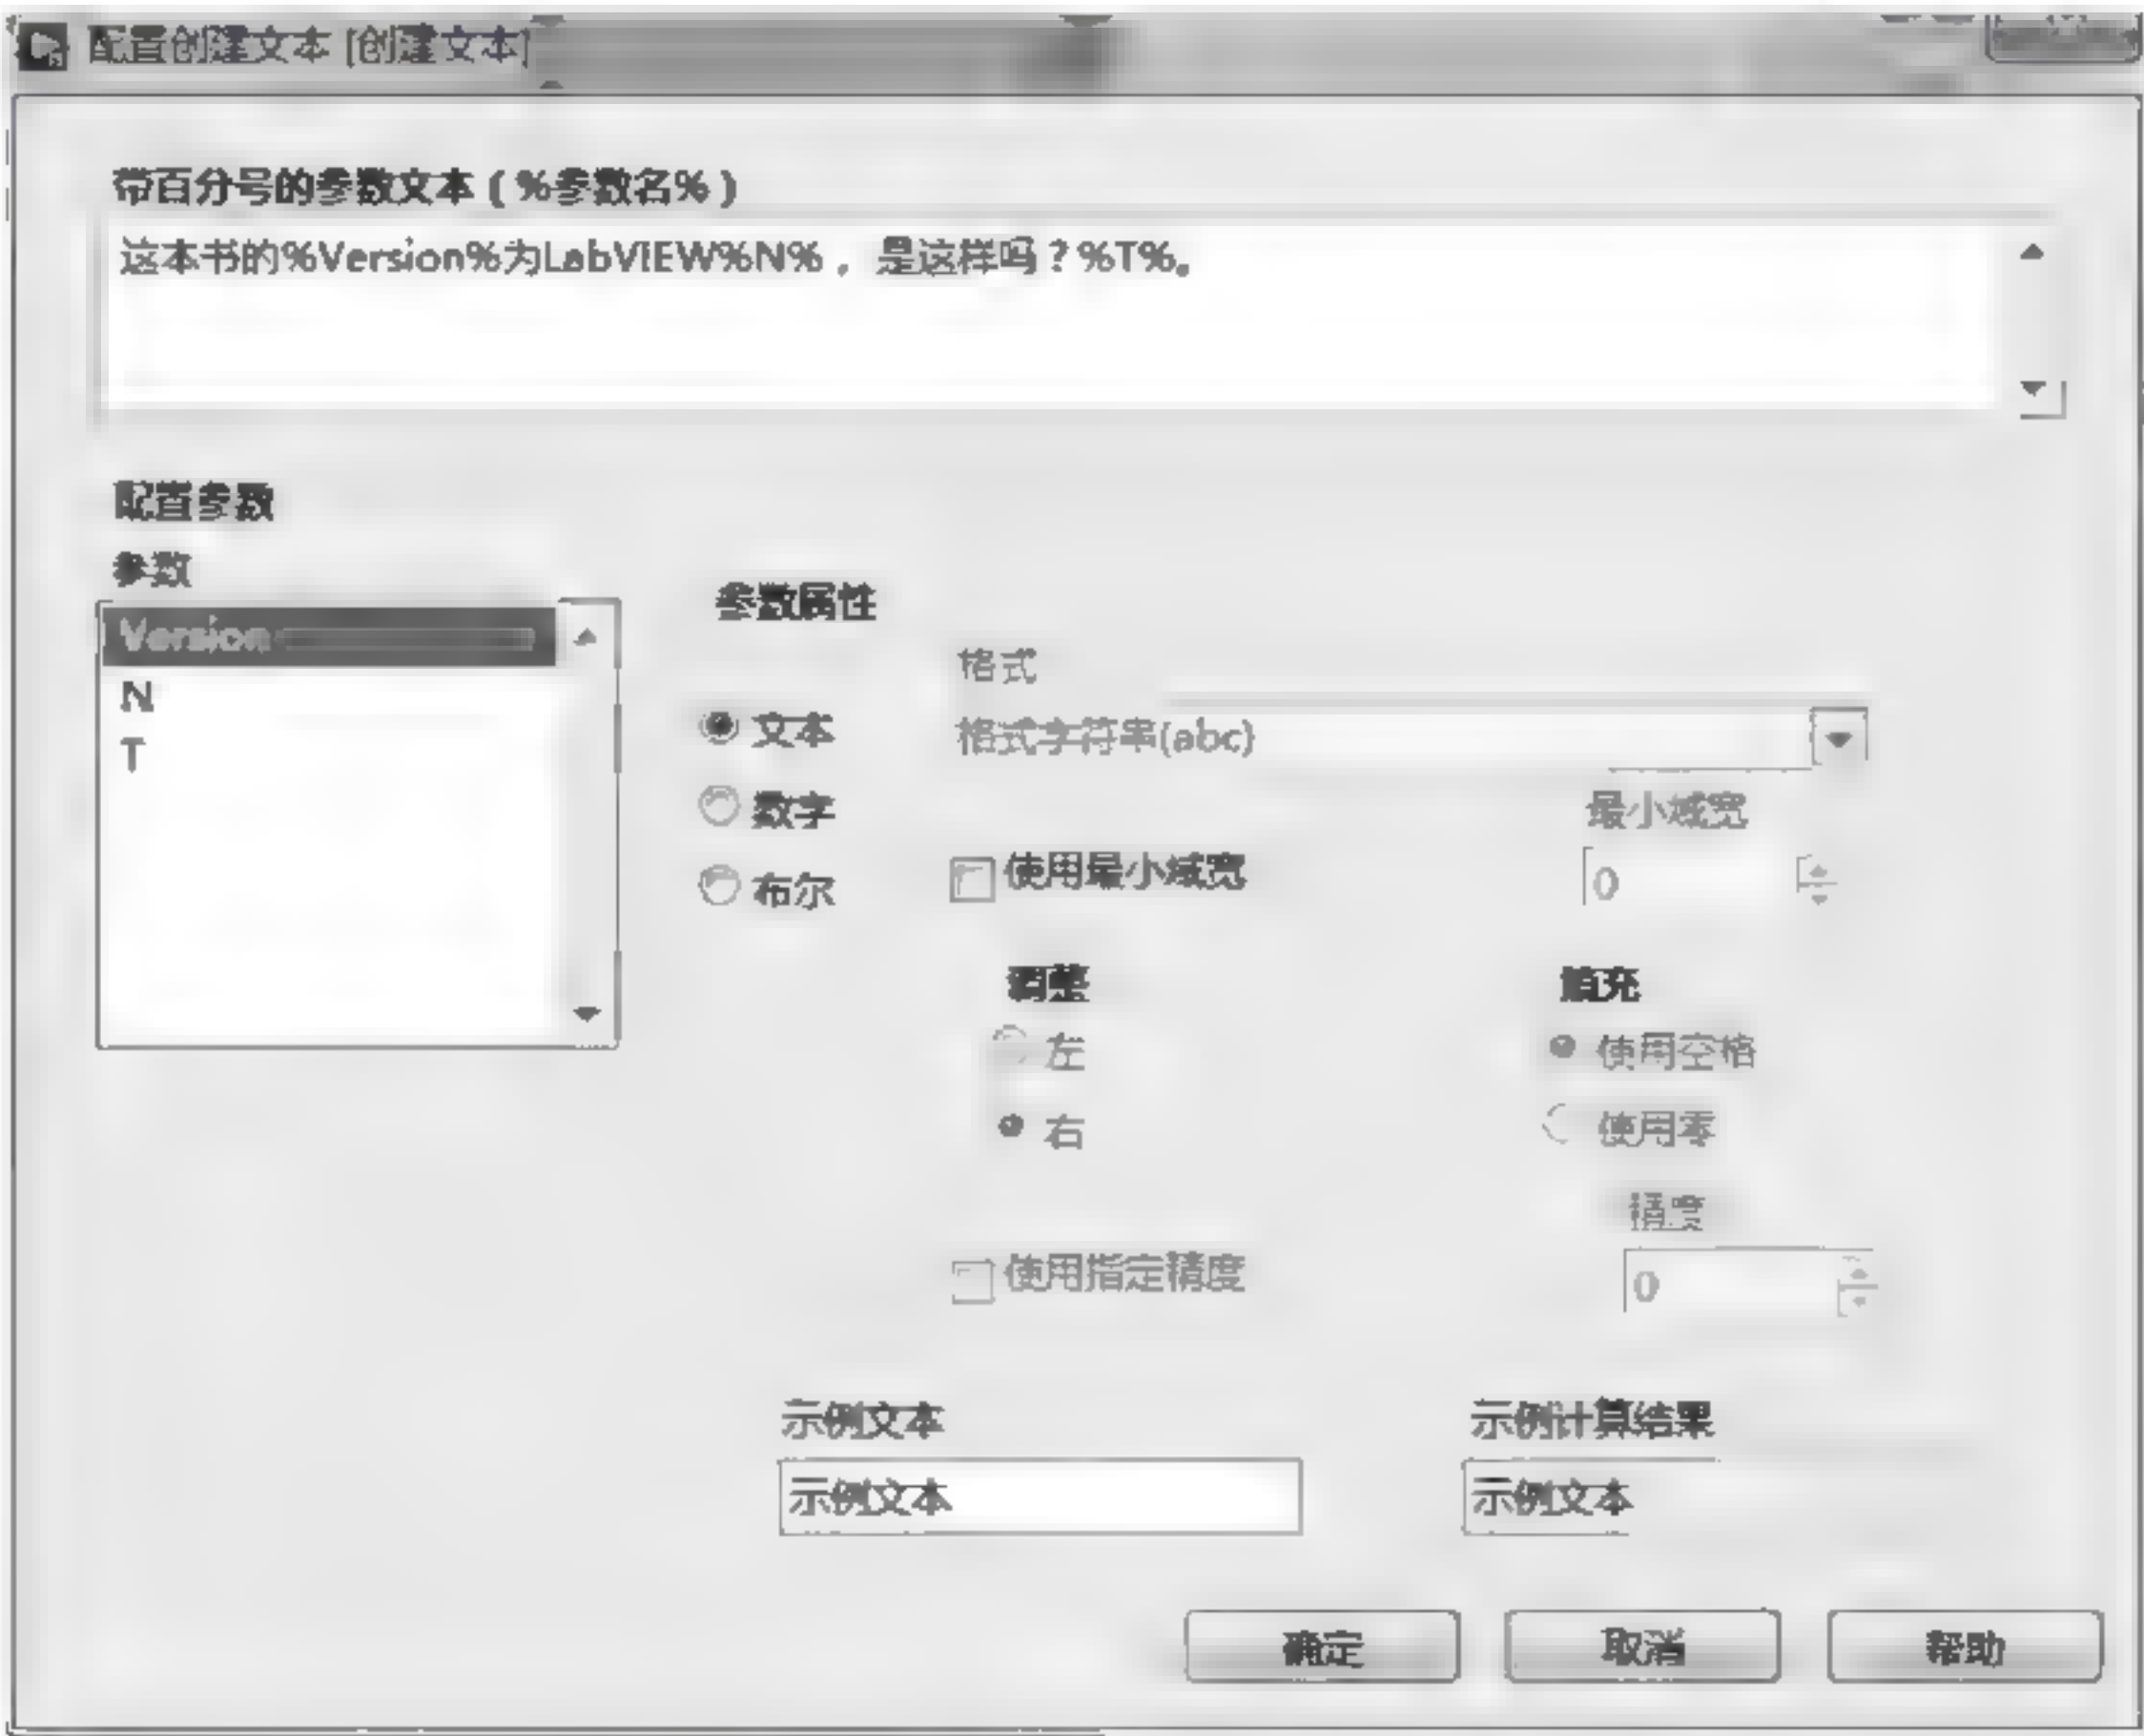 配置创建文本 [创建文本]
带百分号的参数文本（%参数名%）
这本书的%Version%为LabVIEW%N%，是这样吗？%T%。
配置参数
参数
Version
N
T
参数属性
文本
数字
布尔
格式
格式字符串(abc)
最小域宽
使用最小域宽
0
调整
左
右
填充
使用空格
使用零
精度
使用指定精度
0
示例文本
示例文本
示例计算结果
示例文本
确定
取消
帮助